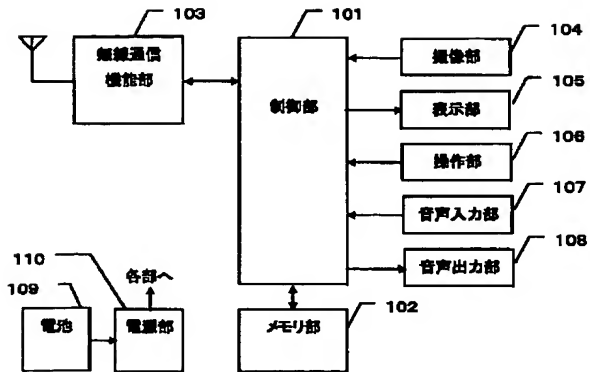 103
101
104
無線通信
機能部
制御部
撮像部
105
表示部
106
操作部
107
音声入力部
108
音声出力部
110
各部へ
109
電池
電源部
メモリ部
102